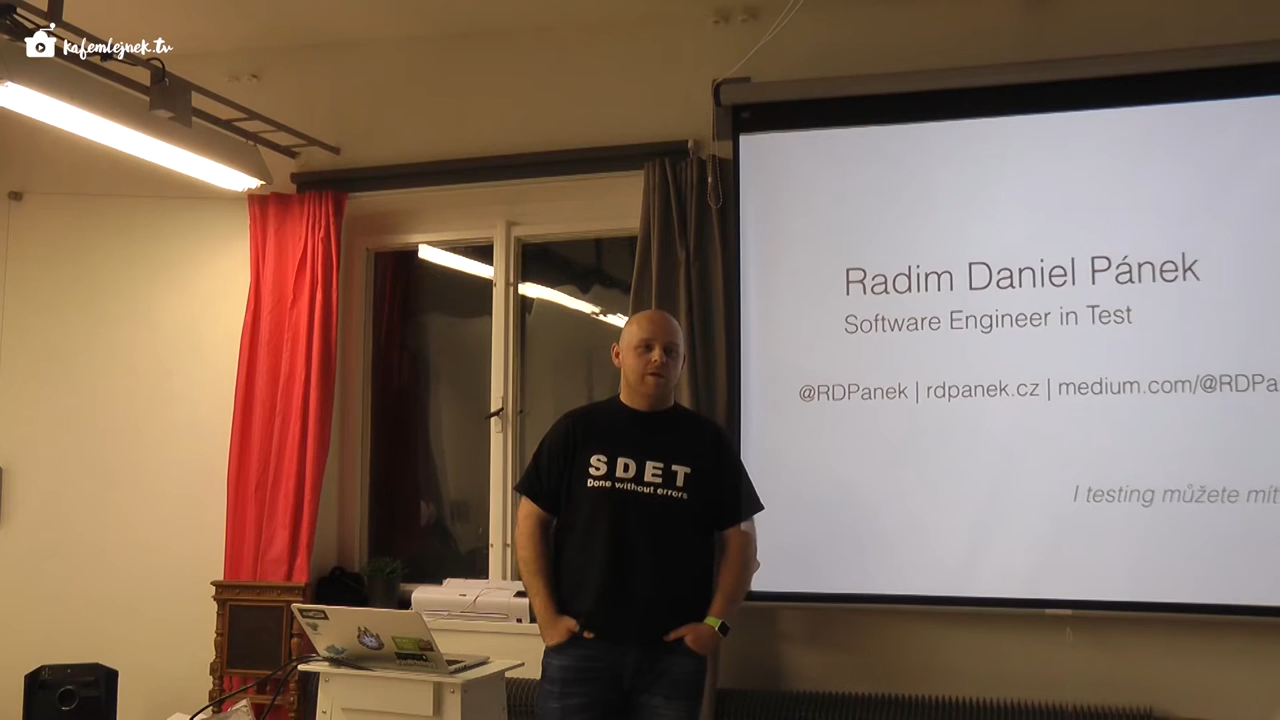 kafemlejnek.tv
Radim Daniel Pánek
Software Engineer in Test
@RDPanek | rdpanek.cz | medium.com/@RDPa
I testing můžete mít
SDET
Done without errors